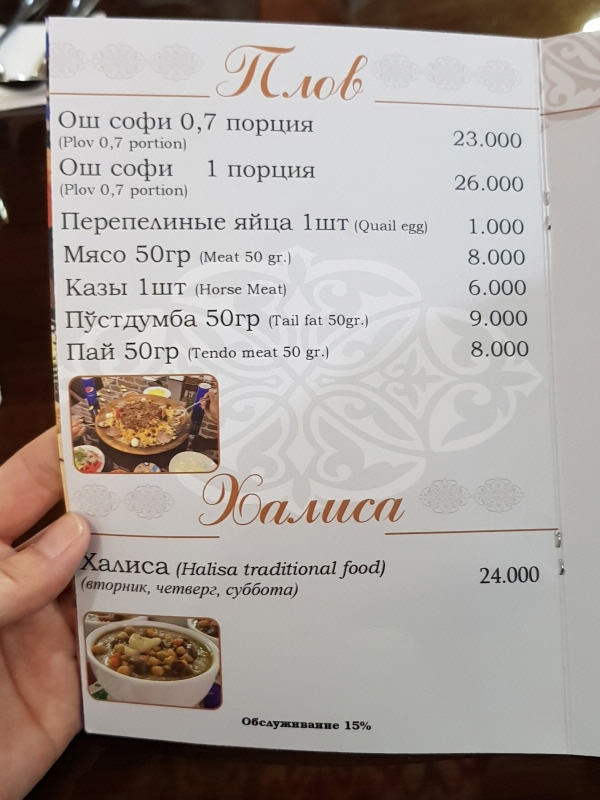 Плов
Ош софи 0,7 порция
(Plov 0,7 portion) 23.000
Ош софи 1 порция
(Plov 0,7 portion) 26.000
Перепелиные яйца 1шт (Quail egg) 1.000
Мясо 50гр (Meat 50 gr.) 8.000
Казы 1шт (Horse Meat) 6.000
Пўстдумба 50гр (Tail fat 50gr.) 9.000
Пай 50гр (Tendo meat 50 gr.) 8.000
Халиса
Халиса (Halisa traditional food) 24.000
(вторник, четверг, суббота)
Обслуживание 15%